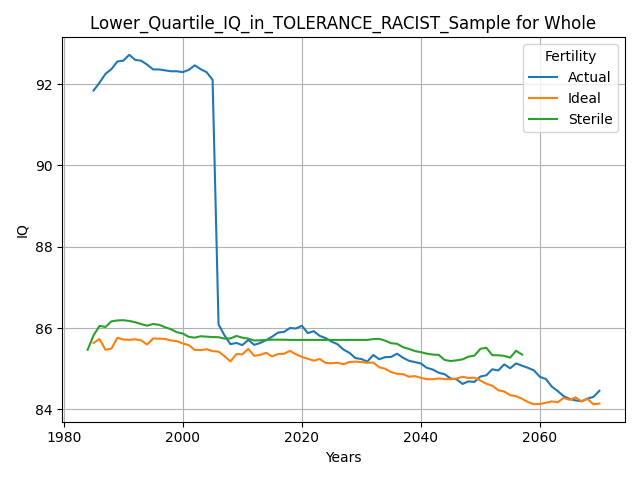 Lower_Quartile_IQ_in_TOLERANCE_RACIST_Sample for Whole
Fertility
Actual
Ideal
Sterile
IQ
92
90
88
86
84
1980
2000
2020
2040
2060
Years